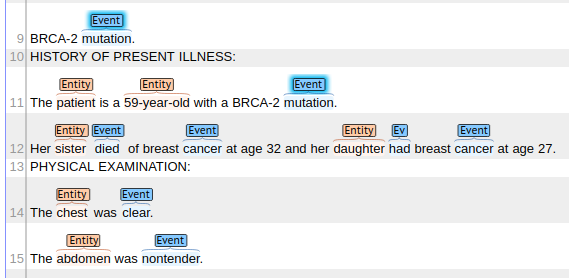 Event
9 BRCA-2 mutation.
10 HISTORY OF PRESENT ILLNESS:
Entity Entity Event
11 The patient is a 59-year-old with a BRCA-2 mutation.
Entity Event Event Entity Ev Event
12 Her sister died of breast cancer at age 32 and her daughter had breast cancer at age 27.
13 PHYSICAL EXAMINATION:
Entity Event
14 The chest was clear.
Entity Event
15 The abdomen was nontender.